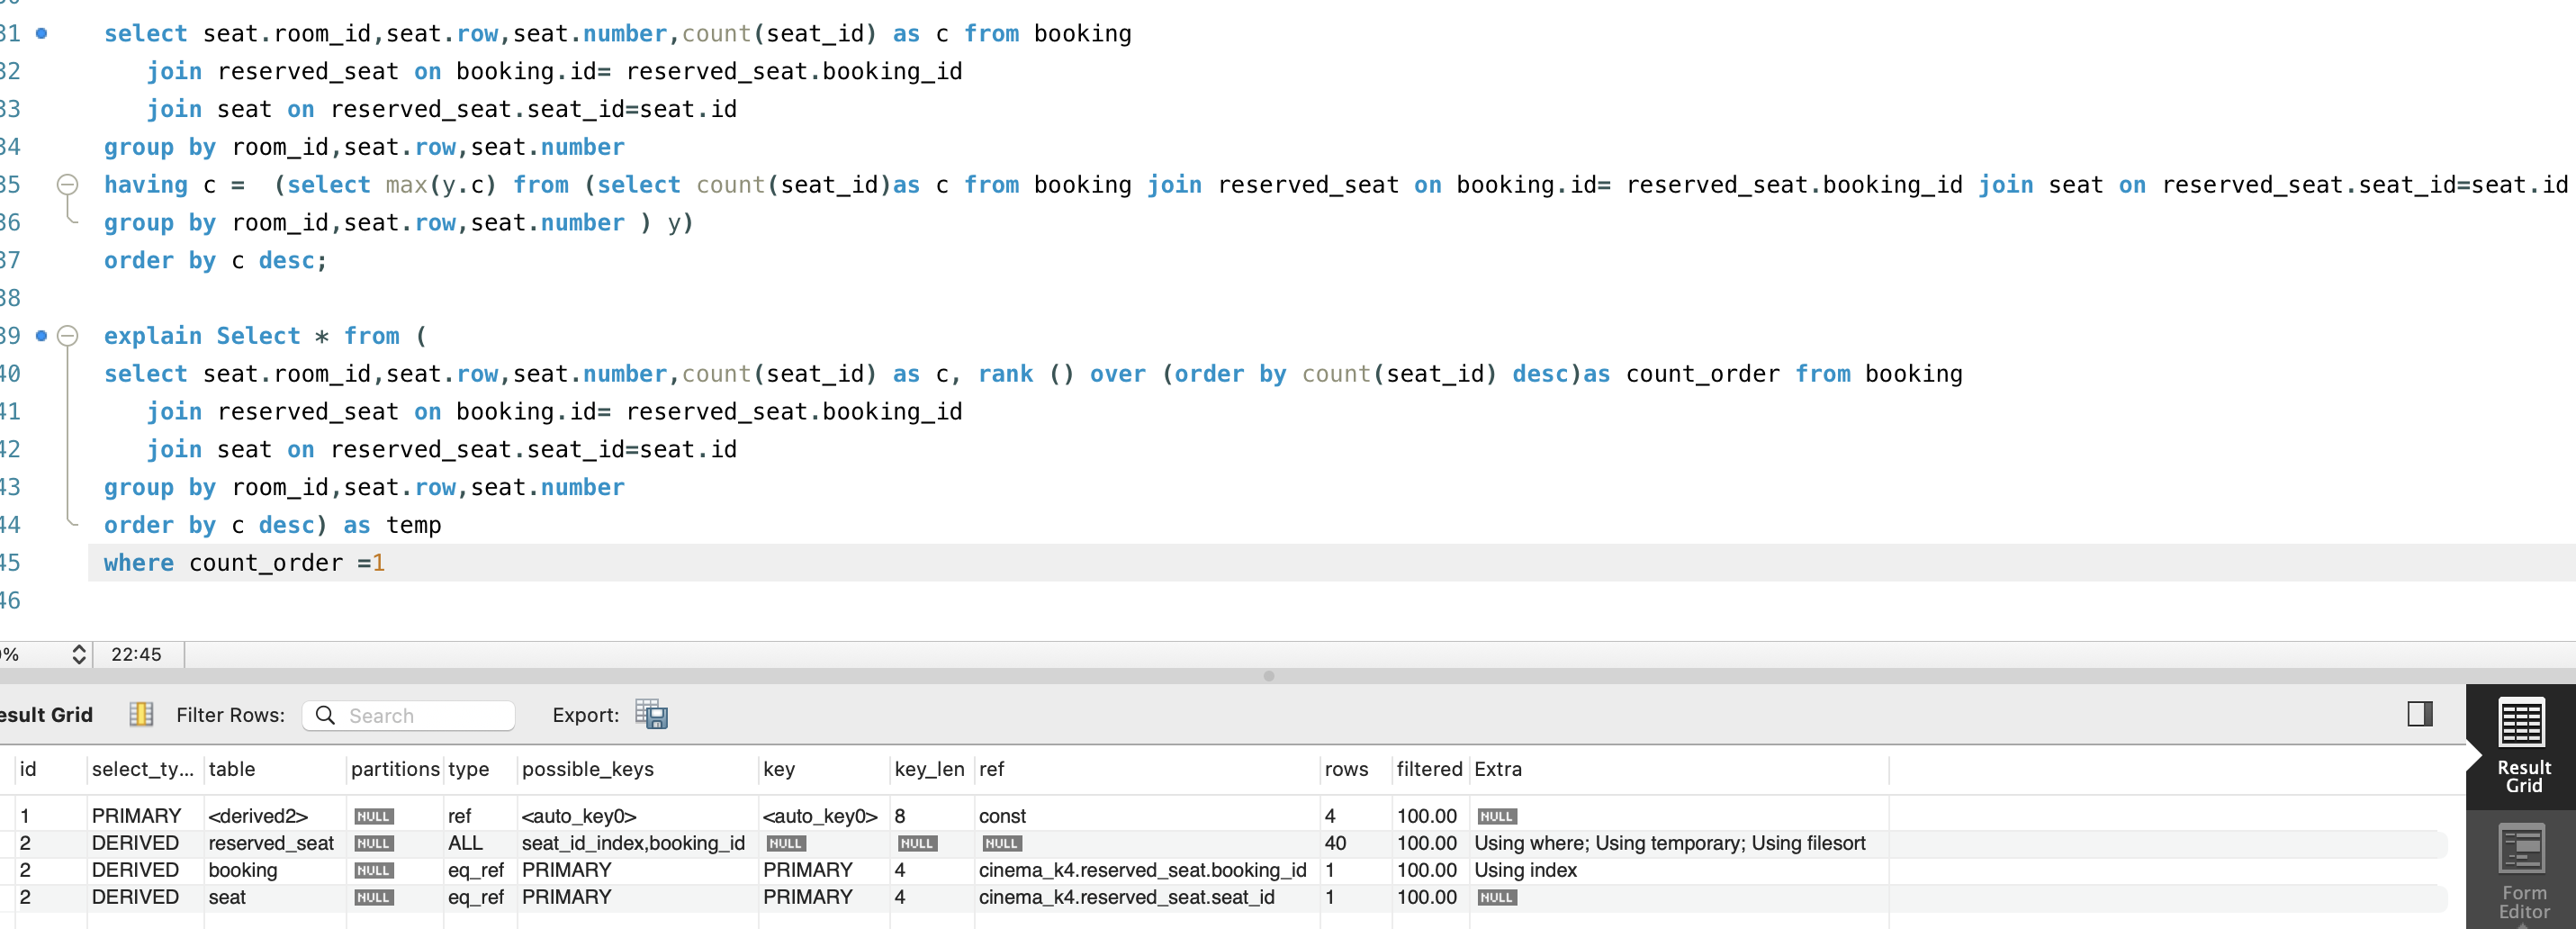 31 select seat.room_id,seat.row,seat.number,count(seat_id) as c from booking
32 join reserved_seat on booking.id= reserved_seat.booking_id
33 join seat on reserved_seat.seat_id=seat.id
34 group by room_id,seat.row,seat.number
35 having c =  (select max(y.c) from (select count(seat_id)as c from booking join reserved_seat on booking.id= reserved_seat.booking_id join seat on reserved_seat.seat_id=seat.id
36 group by room_id,seat.row,seat.number ) y)
37 order by c desc;
38
39 explain Select * from (
40 select seat.room_id,seat.row,seat.number,count(seat_id) as c, rank () over (order by count(seat_id) desc)as count_order from booking
41 join reserved_seat on booking.id= reserved_seat.booking_id
42 join seat on reserved_seat.seat_id=seat.id
43 group by room_id,seat.row,seat.number
44 order by c desc) as temp
45 where count_order =1
46
% 22:45
esult Grid Filter Rows: Search Export:
id select_ty... table partitions type possible_keys key key_len ref rows filtered Extra
1 PRIMARY <derived2> NULL ref <auto_key0> <auto_key0> 8 const 4 100.00 NULL
2 DERIVED reserved_seat NULL ALL seat_id_index,booking_id NULL NULL NULL 40 100.00 Using where; Using temporary; Using filesort
2 DERIVED booking NULL eq_ref PRIMARY PRIMARY 4 cinema_k4.reserved_seat.booking_id 1 100.00 Using index
2 DERIVED seat NULL eq_ref PRIMARY PRIMARY 4 cinema_k4.reserved_seat.seat_id 1 100.00 NULL
Result
Grid
Form
Editor